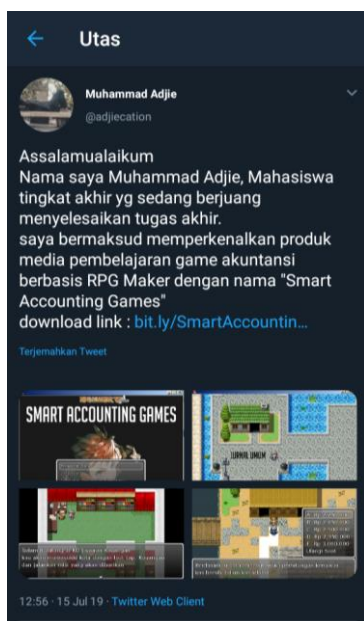 Utas
Muhammad Adjie
@adjiecation
Assalamualaikum
Nama saya Muhammad Adjie, Mahasiswa
tingkat akhir yg sedang berjuang
menyelesaikan tugas akhir.
saya bermaksud memperkenalkan produk
media pembelajaran game akuntansi
berbasis RPG Maker dengan nama "Smart
Accounting Games"
download link : bit.ly/SmartAccountin...
Terjemahkan Tweet
SMART ACCOUNTING GAMES
JURNAL UMUM
12:56 · 15 Jul 19 · Twitter Web Client